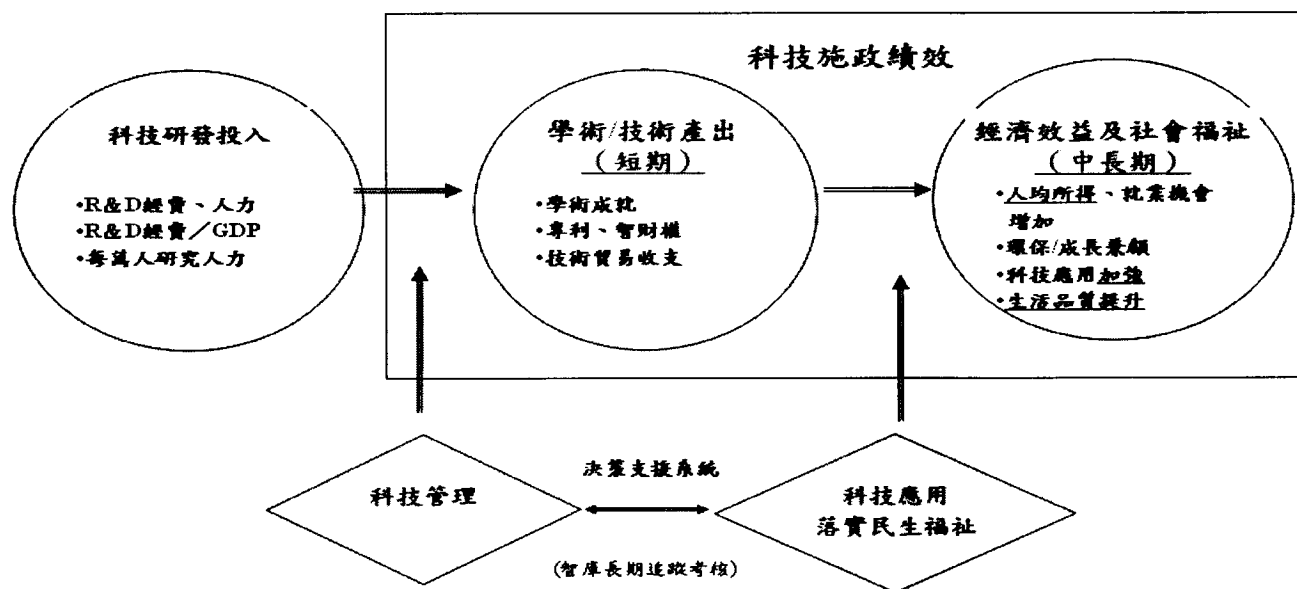 科技施政績效
科技研發投入
•R&D經費、人力
•R&D經費／GDP
•每萬人研究人力
學術/技術產出
（短期）
•學術成就
•專利、智財權
•技術貿易收支
經濟效益及社會福祉
（中長期）
•人均所得、就業機會
增加
•環保/成長兼顧
•科技應用加強
•生活品質提升
科技管理
決策支援系統
(智庫長期追蹤考核)
科技應用
落實民生福祉